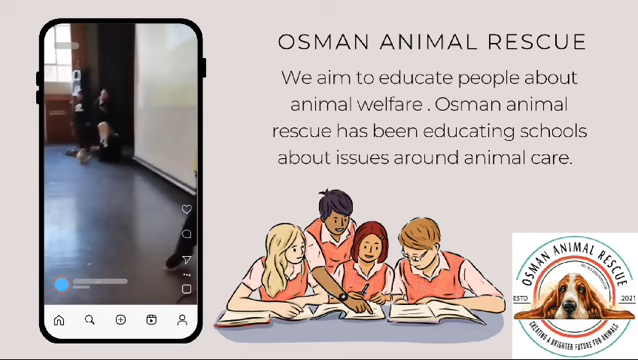 OSMAN ANIMAL RESCUE
We aim to educate people about
animal welfare . Osman animal
rescue has been educating schools
about issues around animal care.
OSMAN ANIMAL RESCUE
ESTD
.2021
CREATING A BRIGHTER FUTURE FOR ANIMALS